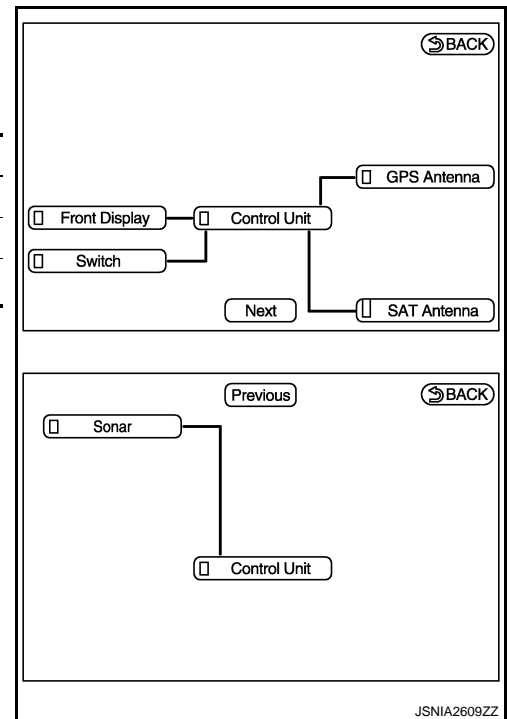 BACK
GPS Antenna
Front Display
Control Unit
Switch
Next
SAT Antenna
Previous
BACK
Sonar
Control Unit
JSNIA2609ZZ